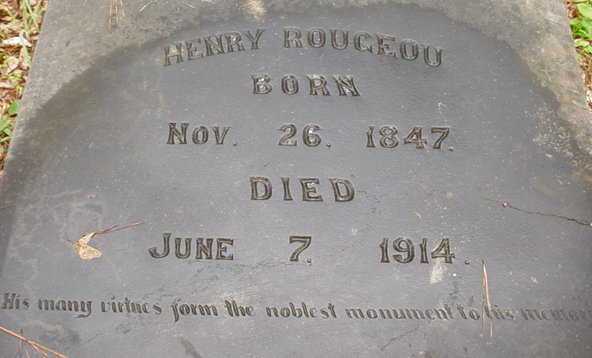 HENRY ROUGEOU
BORN
NOV. 26, 1847.
DIED
JUNE 7, 1914.
His many virtues form the noblest monument to his memor